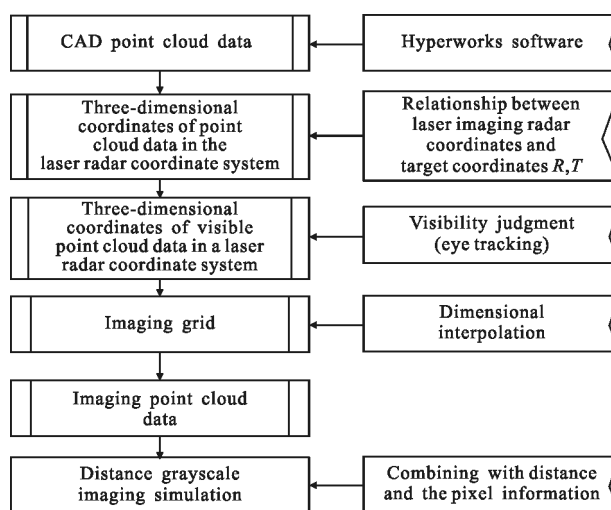 CAD point cloud data
Hyperworks software
Three-dimensional
coordinates of point
cloud data in the
laser radar coordinate system
Relationship between
laser imaging radar
coordinates and
target coordinates R,T
Three-dimensional
coordinates of visible
point cloud data in a laser
radar coordinate system
Visibility judgment
(eye tracking)
Imaging grid
Dimensional
interpolation
Imaging point cloud
data
Distance grayscale
imaging simulation
Combining with distance
and the pixel information